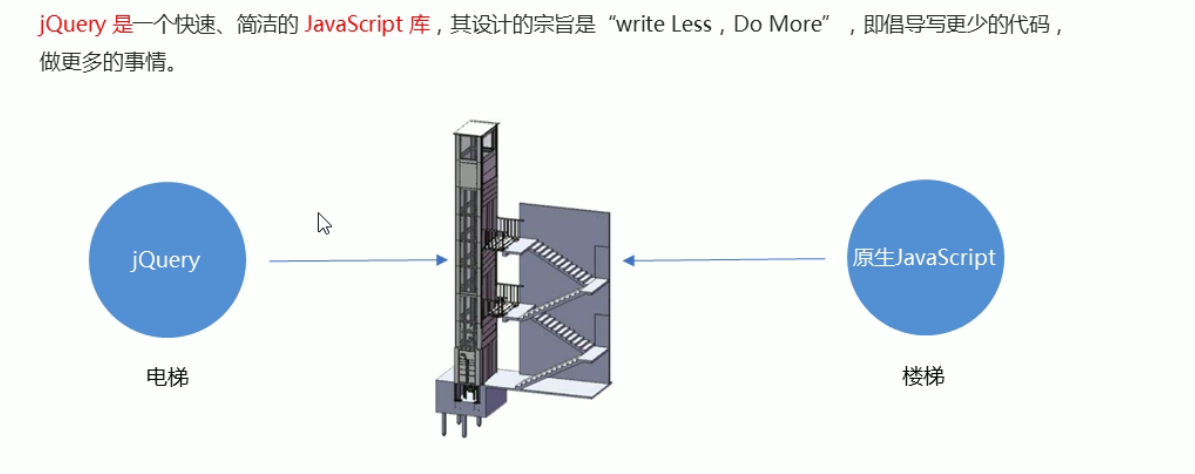 jQuery 是一个快速、简洁的 JavaScript 库，其设计的宗旨是“write Less，Do More”，即倡导写更少的代码，
做更多的事情。
jQuery
原生JavaScript
电梯
楼梯